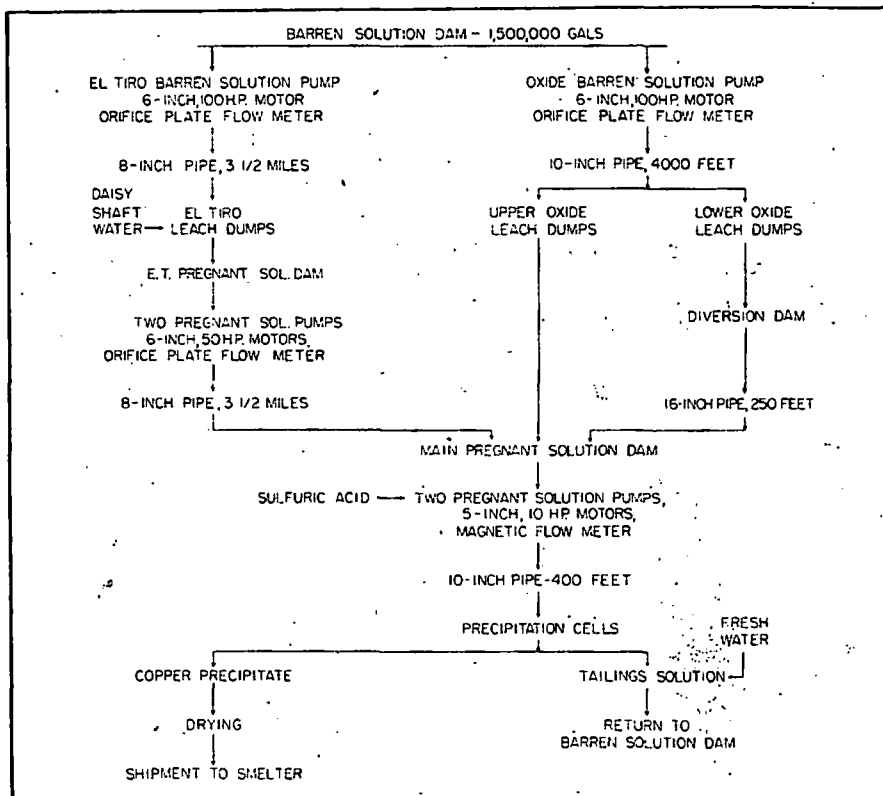 BARREN SOLUTION DAM - 1,500,000 GALS
EL TIRO BARREN SOLUTION PUMP
6-INCH, 100 H.P. MOTOR
ORIFICE PLATE FLOW METER
OXIDE BARREN SOLUTION PUMP
6-INCH, 100 H.P. MOTOR
ORIFICE PLATE FLOW METER
8-INCH PIPE, 3 1/2 MILES
10-INCH PIPE, 4000 FEET
DAISY
SHAFT
WATER
EL TIRO
LEACH DUMPS
UPPER OXIDE
LEACH DUMPS
LOWER OXIDE
LEACH DUMPS
E.T. PREGNANT SOL. DAM
TWO PREGNANT SOL. PUMPS
6-INCH, 50 H.P. MOTORS,
ORIFICE PLATE FLOW METER
DIVERSION DAM
8-INCH PIPE, 3 1/2 MILES
16-INCH PIPE, 250 FEET
MAIN PREGNANT SOLUTION DAM
SULFURIC ACID
TWO PREGNANT SOLUTION PUMPS,
5-INCH, 10 H.P. MOTORS,
MAGNETIC FLOW METER
10-INCH PIPE-400 FEET
PRECIPITATION CELLS
FRESH
WATER
COPPER PRECIPITATE
TAILINGS SOLUTION
DRYING
RETURN TO
BARREN SOLUTION DAM
SHIPMENT TO SMELTER